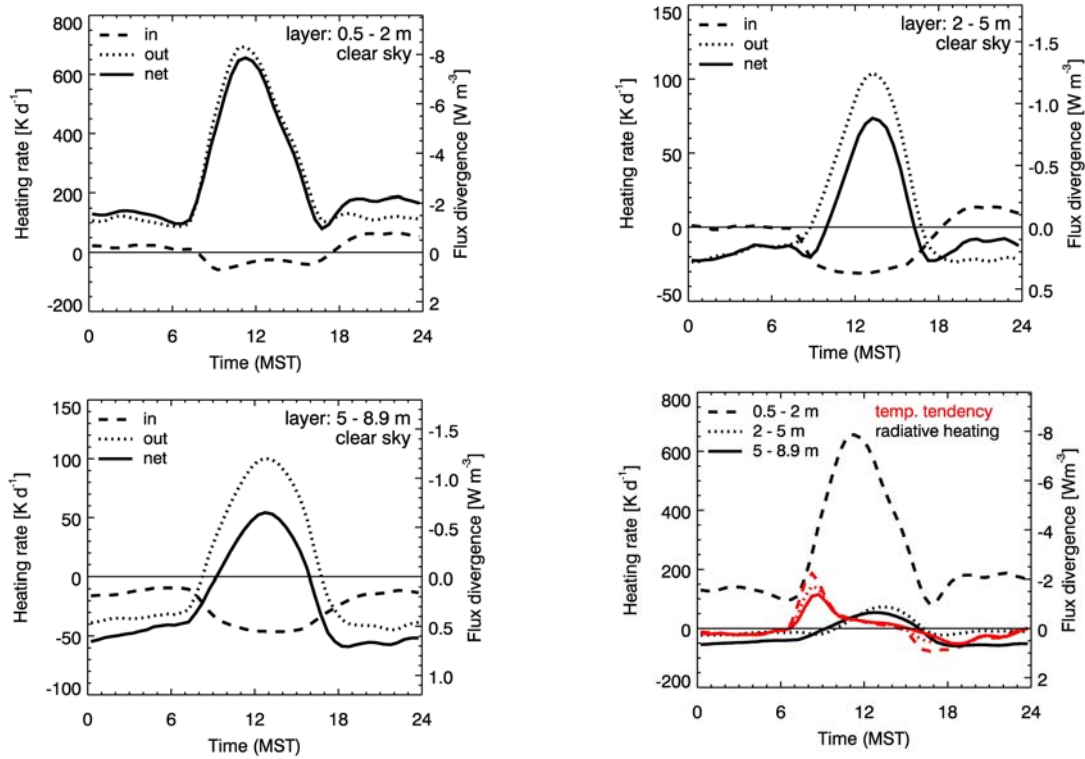 800
600
400
200
0
-200
Heating rate [K d-1]
in
out
net
layer: 0.5 - 2 m
clear sky
-8
-6
-4
-2
0
2
Flux divergence [W m-3]
0 6 12 18 24
Time (MST)
150
100
50
0
-50
Heating rate [K d-1]
in
out
net
layer: 2 - 5 m
clear sky
-1.5
-1.0
-0.5
0.0
0.5
Flux divergence [W m-3]
0 6 12 18 24
Time (MST)
150
100
50
0
-50
-100
Heating rate [K d-1]
in
out
net
layer: 5 - 8.9 m
clear sky
-1.5
-1.0
-0.5
0.0
0.5
1.0
Flux divergence [W m-3]
0 6 12 18 24
Time (MST)
800
600
400
200
0
-200
Heating rate [K d-1]
0.5 - 2 m
2 - 5 m
5 - 8.9 m
temp. tendency
radiative heating
-8
-6
-4
-2
0
2
Flux divergence [Wm-3]
0 6 12 18 24
Time (MST)